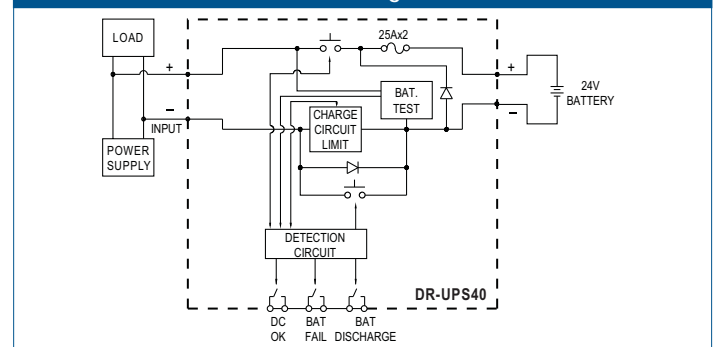 LOAD
25Ax2
+
+
BAT.
TEST
24V
BATTERY
–
–
INPUT
CHARGE
CIRCUIT
LIMIT
POWER
SUPPLY
DETECTION
CIRCUIT
DR-UPS40
DC
OK
BAT
FAIL
BAT
DISCHARGE